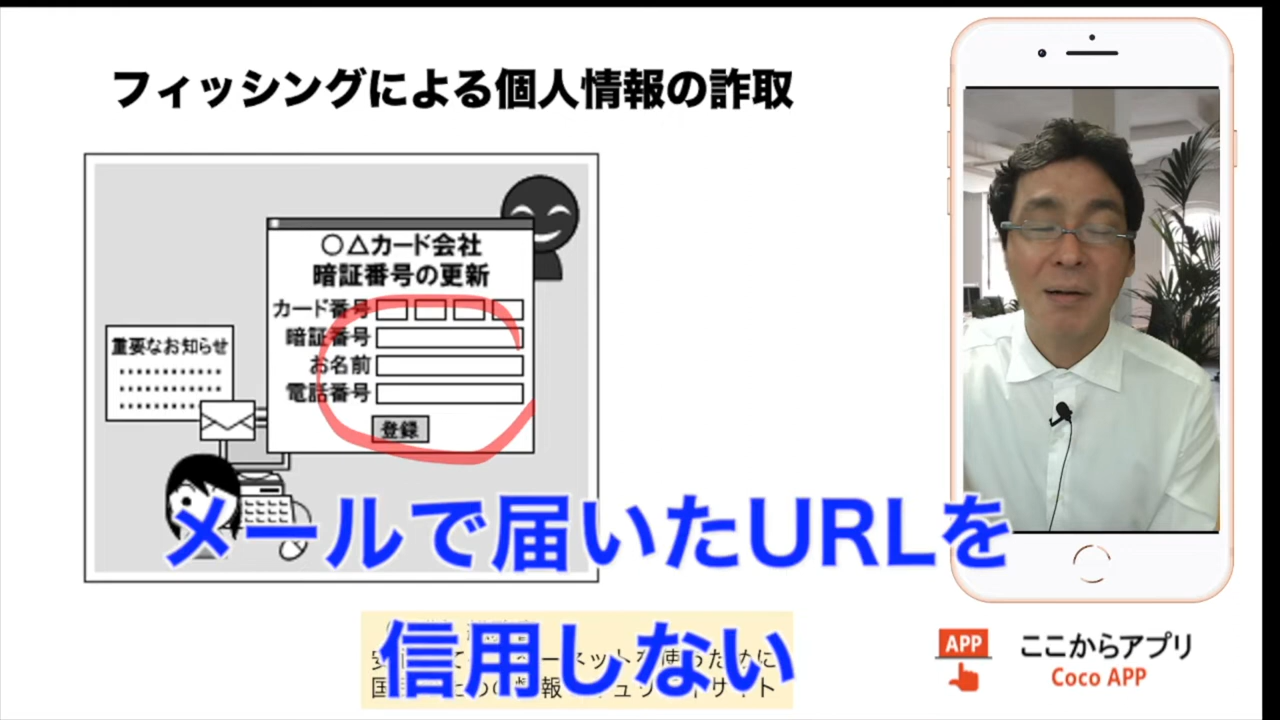 フィッシングによる個人情報の詐取
○△カード会社
暗証番号の更新
カード番号
暗証番号
お名前
電話番号
登録
重要なお知らせ
メールで届いたURLを
信用しない
APP
ここからアプリ
Coco APP